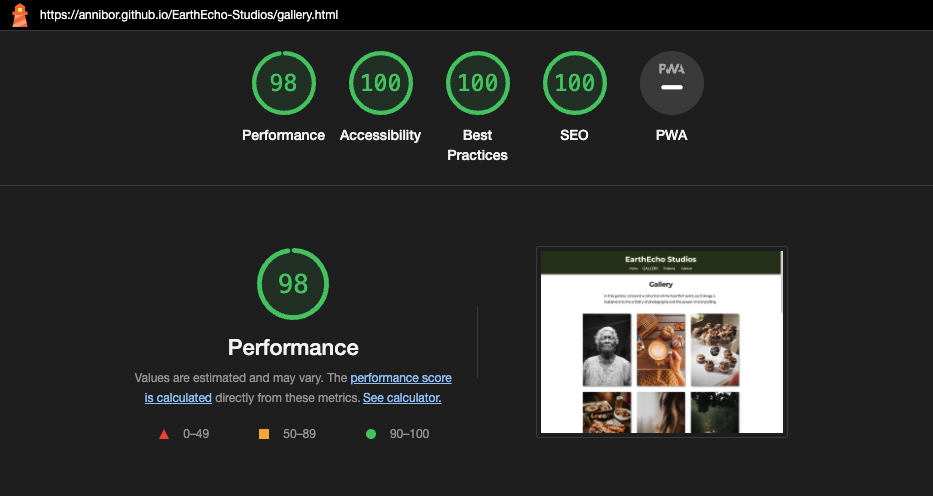 https://annibor.github.io/EarthEcho-Studios/gallery.html
98
100
100
100
PWA
Performance
Accessibility
Best
Practices
SEO
PWA
98
Performance
Values are estimated and may vary. The performance score
is calculated directly from these metrics. See calculator.
0–49
50–89
90–100
EarthEcho Studios
Home GALLERY Products Contact
Gallery